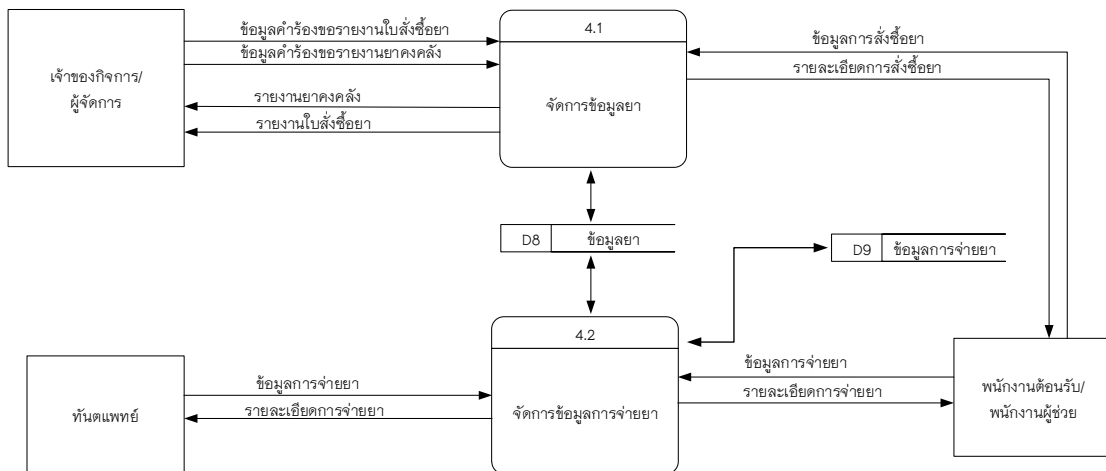 ข้อมูลคำร้องขอรายงานใบสั่งซื้อยา
ข้อมูลคำร้องขอรายงานยาคงคลัง
เจ้าของกิจการ/
ผู้จัดการ
รายงานยาคงคลัง
รายงานใบสั่งซื้อยา
4.1
จัดการข้อมูลยา
ข้อมูลการสั่งซื้อยา
รายละเอียดการสั่งซื้อยา
D8 ข้อมูลยา
D9 ข้อมูลการจ่ายยา
4.2
จัดการข้อมูลการจ่ายยา
ทันตแพทย์
ข้อมูลการจ่ายยา
รายละเอียดการจ่ายยา
ข้อมูลการจ่ายยา
รายละเอียดการจ่ายยา
พนักงานต้อนรับ/
พนักงานผู้ช่วย